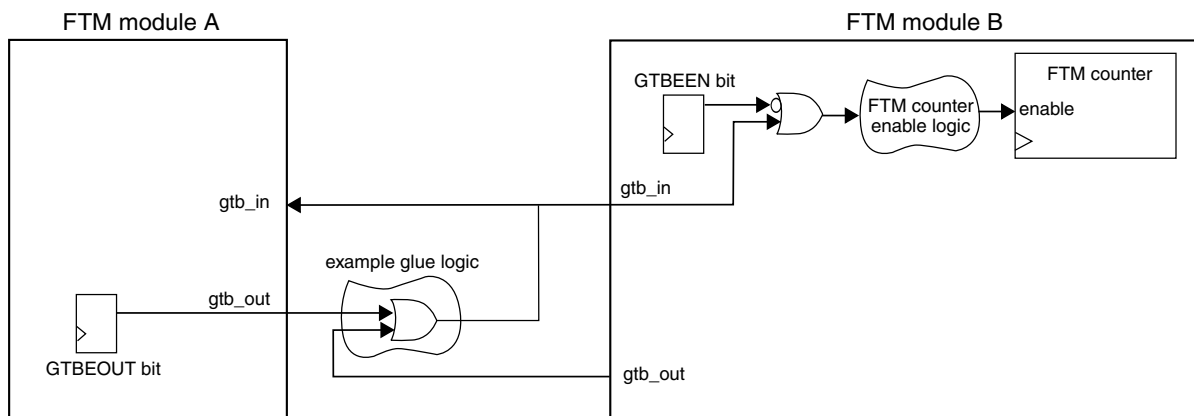 FTM module A
FTM module B
GTBEEN bit
FTM counter
enable
FTM counter
enable logic
gtb_in
gtb_in
example glue logic
gtb_out
GTBEOUT bit
gtb_out